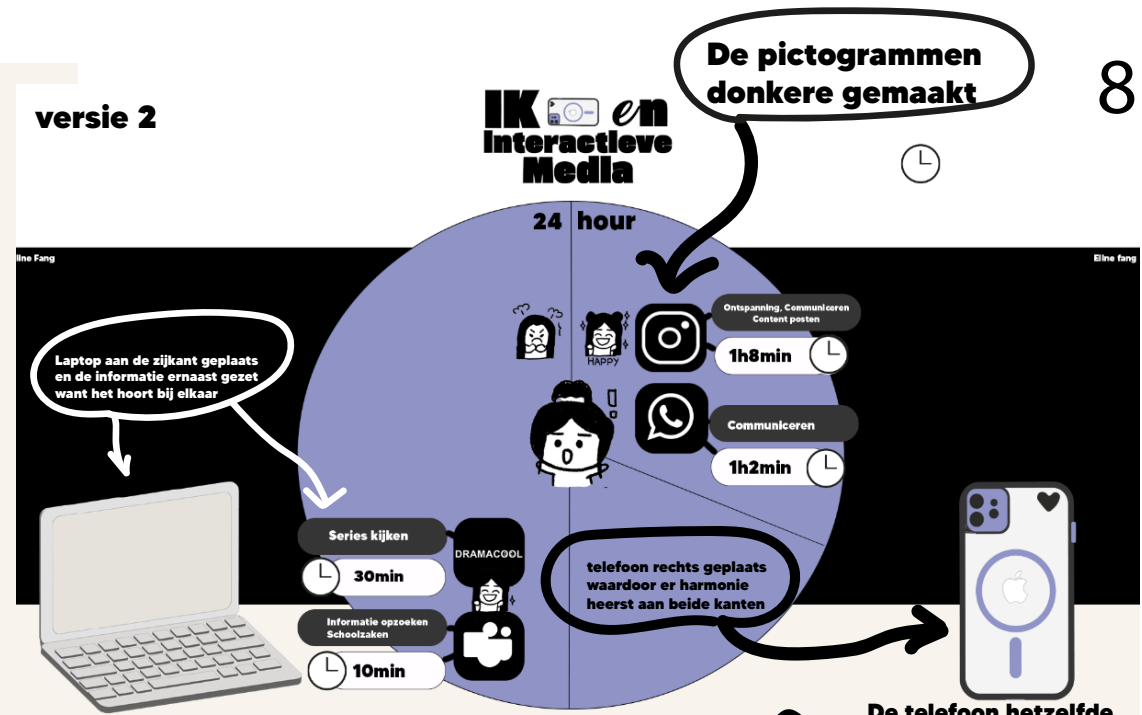 De pictogrammen
donkere gemaakt
8
versie 2
IK en
Interactieve
Media
24 hour
line Fang
Eline fang
Ontspanning, Communiceren
Content posten
1h8min
HAPPY
Laptop aan de zijkant geplaats
en de informatie ernaast gezet
want het hoort bij elkaar
Communiceren
1h2min
Series kijken
DRAMACOOL
30min
telefoon rechts geplaats
waardoor er harmonie
heerst aan beide kanten
Informatie opzoeken
Schoolzaken
10min
De telefoon hetzelfde